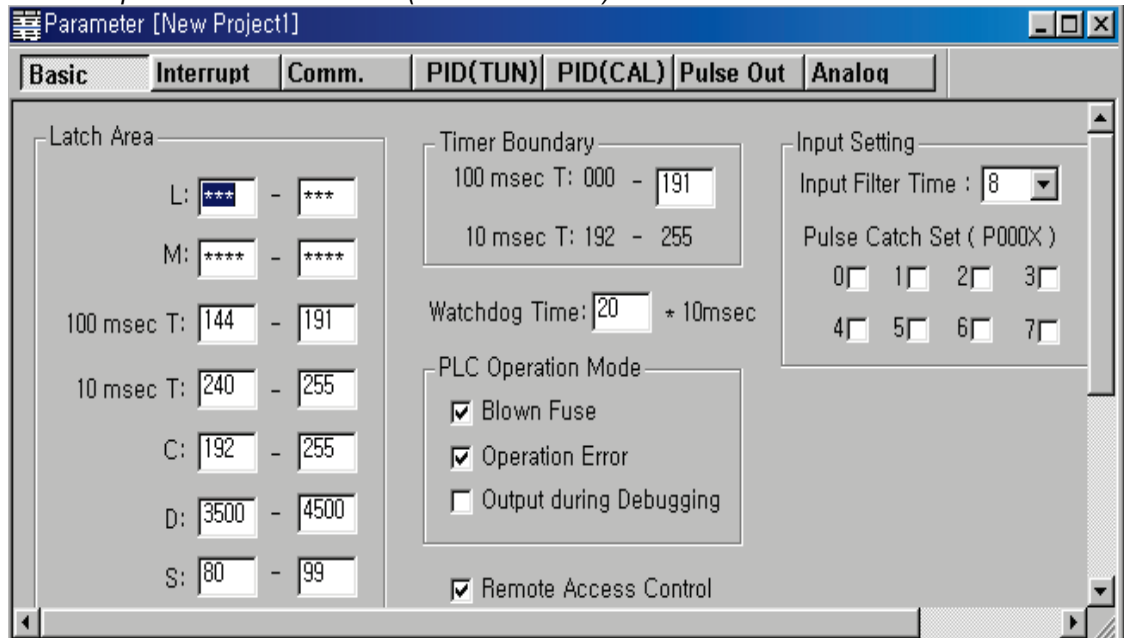 Parameter [New Project1]
Basic Interrupt Comm. PID(TUN) PID(CAL) Pulse Out Analog
Latch Area
L: *** - ***
M: **** - ****
100 msec T: 144 - 191
10 msec T: 240 - 255
C: 192 - 255
D: 3500 - 4500
S: 80 - 99
Timer Boundary
100 msec T: 000 - 191
10 msec T: 192 - 255
Watchdog Time: 20 * 10msec
PLC Operation Mode
Blown Fuse
Operation Error
Output during Debugging
Remote Access Control
Input Setting
Input Filter Time : 8
Pulse Catch Set ( P000X )
0 1 2 3
4 5 6 7